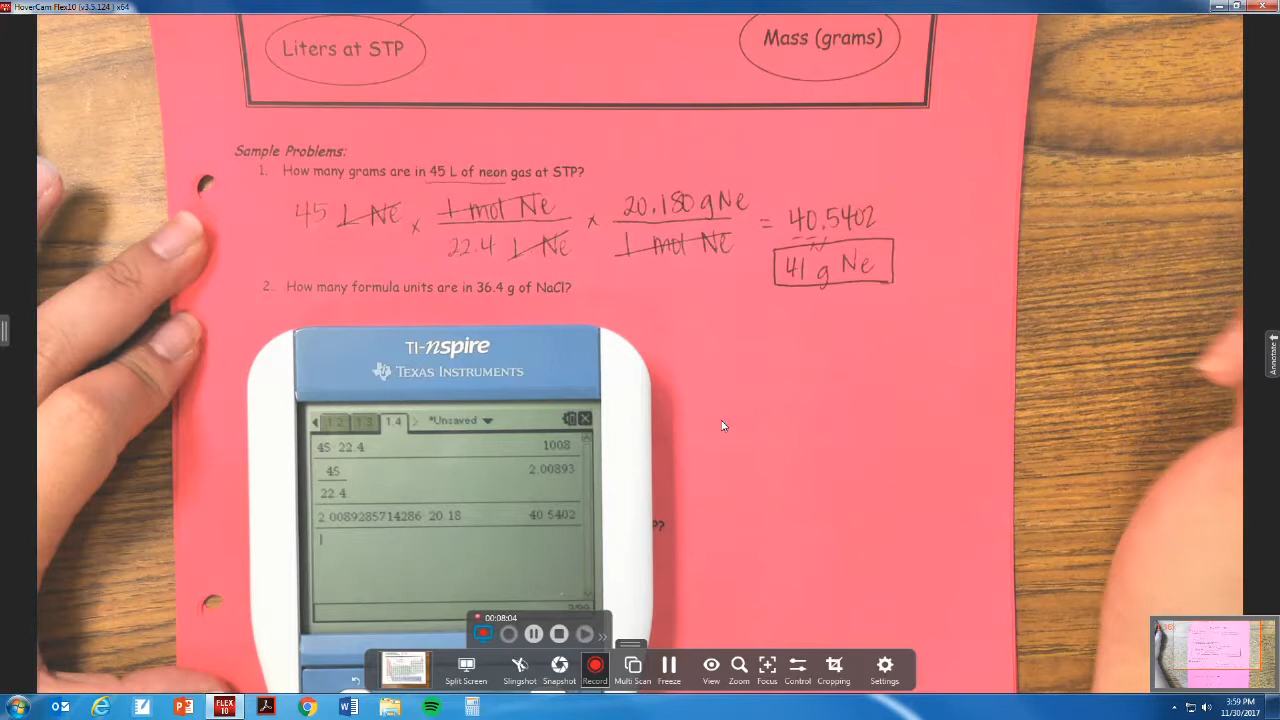 HoverCam Flex10 (v3.5.124) x64
Liters at STP
Mass (grams)
Sample Problems:
1. How many grams are in 45 L of neon gas at STP?
45 L Ne × 1 mol Ne / 22.4 L Ne × 20.180 g Ne / 1 mol Ne = 40.5402
41 g Ne
2. How many formula units are in 36.4 g of NaCl?
TI-nspire
TEXAS INSTRUMENTS
1.2 1.3 1.4 *Unsaved
45 22.4 1008
45
2.00893
22.4
2.0089285714286 20.18 40.5402
P?
00:08:04
Split Screen Slingshot Snapshot Record Multi Scan Freeze View Zoom Focus Control Cropping Settings
Annotate
3:59 PM
11/30/2017